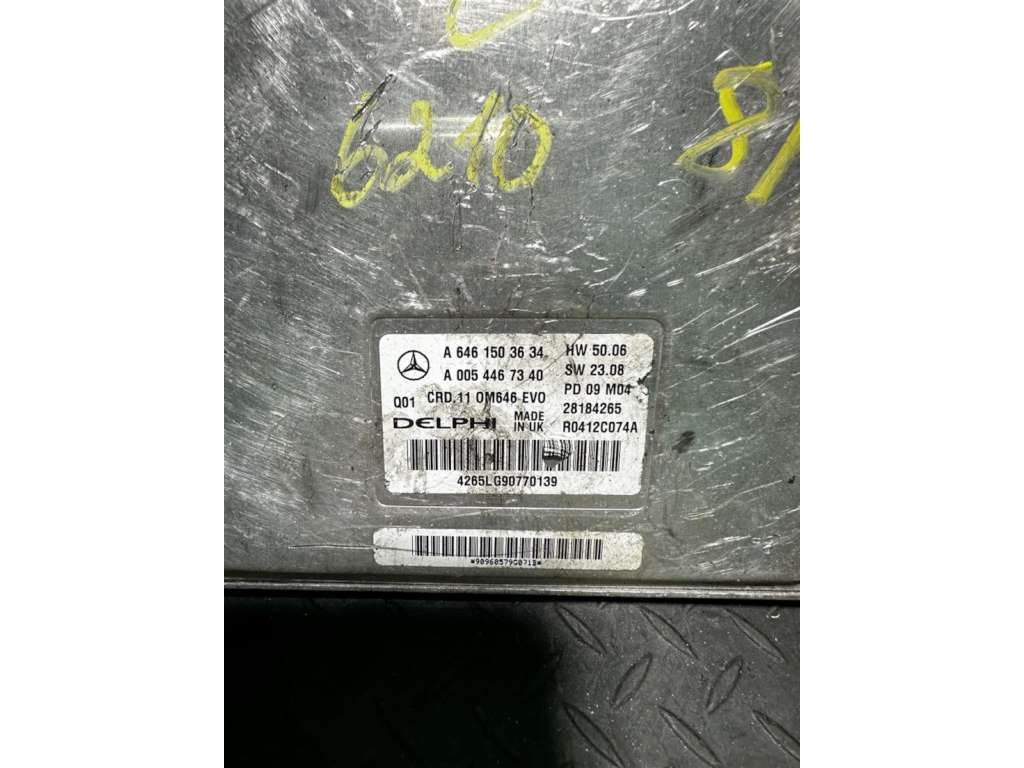 6210
A 646 150 36 34 HW 50.06
A 005 446 73 40 SW 23.08
Q01 CRD.11 OM646 EVO PD 09 M04
DELPHI MADE IN UK 28184265
R0412C074A
4265LG90770139